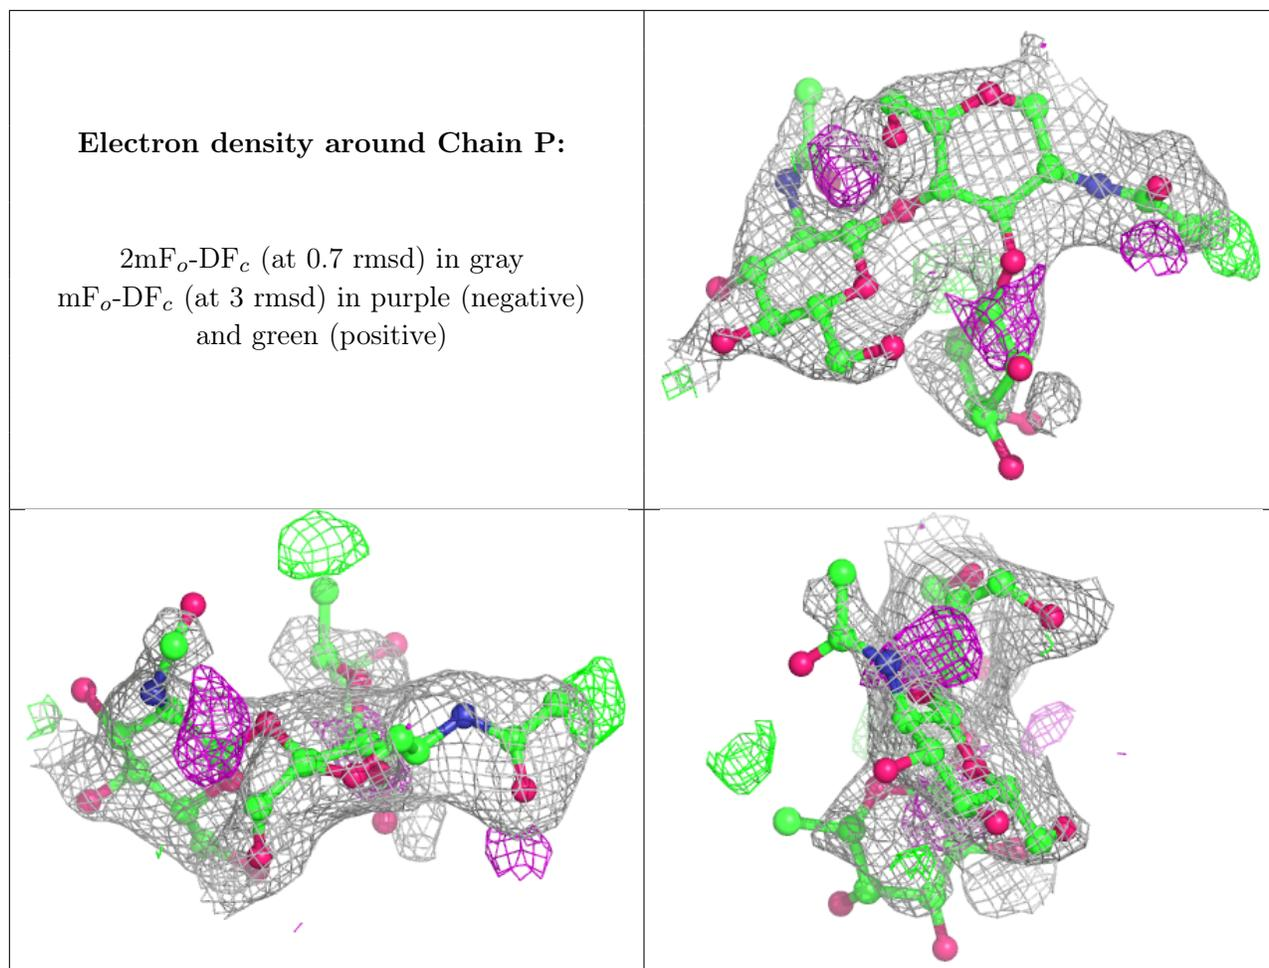 Electron density around Chain P:
2mFₒ-DF𝒸 (at 0.7 rmsd) in gray
mFₒ-DF𝒸 (at 3 rmsd) in purple (negative)
and green (positive)